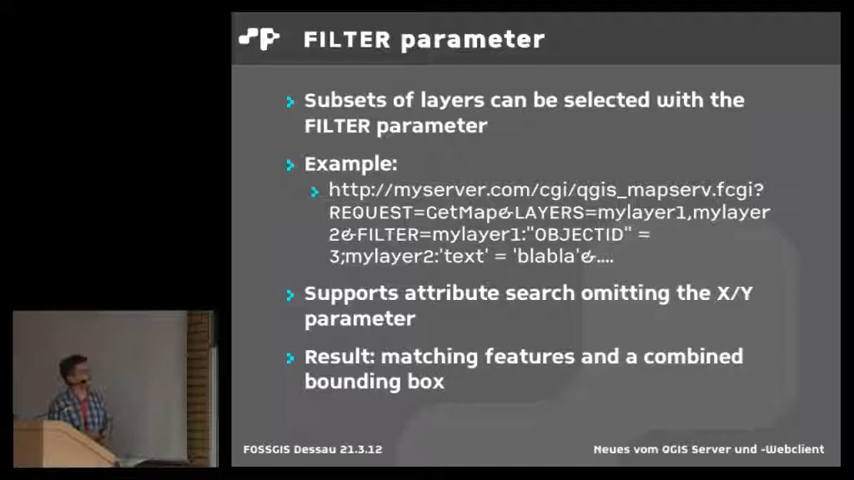 FILTER parameter
Subsets of layers can be selected with the
FILTER parameter
Example:
http://myserver.com/cgi/qgis_mapserv.fcgi?
REQUEST=GetMap&LAYERS=mylayer1,mylayer
2&FILTER=mylayer1:"OBJECTID" =
3;mylayer2:'text' = 'blabla'&....
Supports attribute search omitting the X/Y
parameter
Result: matching features and a combined
bounding box
FOSSGIS Dessau 21.3.12
Neues vom QGIS Server und -Webclient